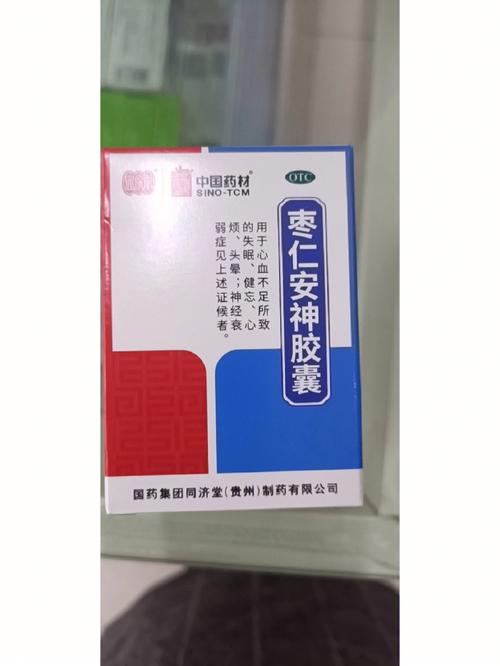 中国药材
SINO-TCM
OTC
枣仁安神胶囊
用于心血不足所致
的失眠、健忘、心
烦、头晕；神经衰
弱症见上述证候者。
国药集团同济堂(贵州)制药有限公司